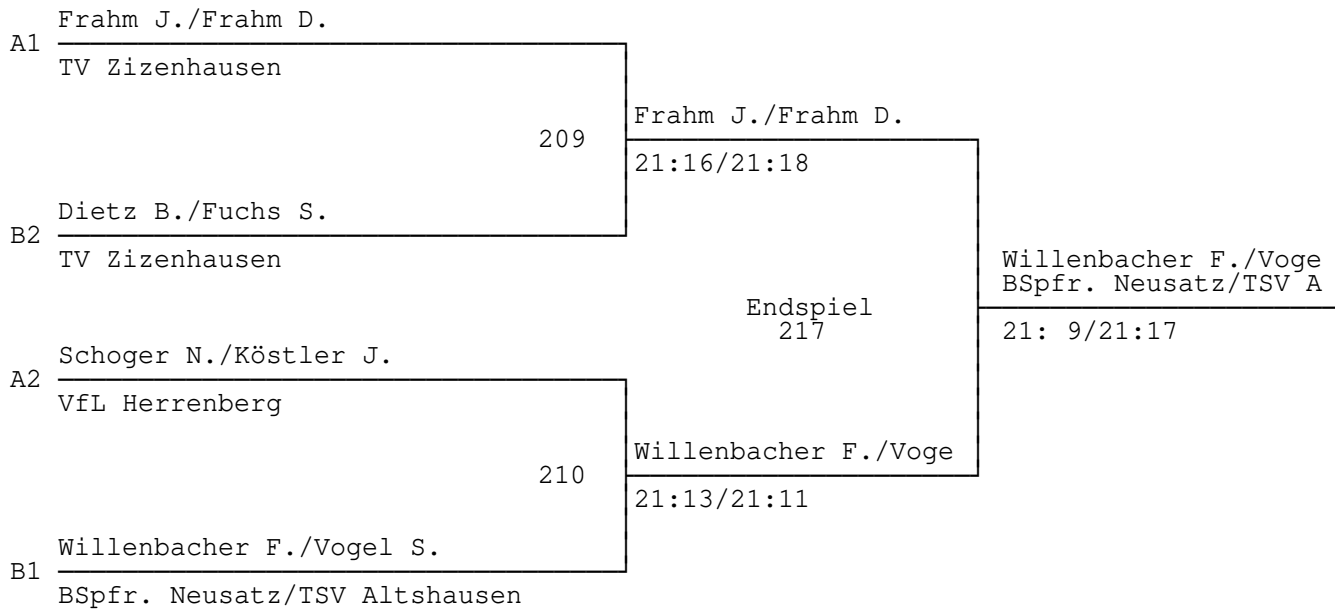 Frahm J./Frahm D.
A1
TV Zizenhausen
Frahm J./Frahm D.
209
21:16/21:18
Dietz B./Fuchs S.
B2
TV Zizenhausen
Willenbacher F./Voge
BSpfr. Neusatz/TSV A
Endspiel
217
21: 9/21:17
Schoger N./Köstler J.
A2
VfL Herrenberg
Willenbacher F./Voge
210
21:13/21:11
Willenbacher F./Vogel S.
B1
BSpfr. Neusatz/TSV Altshausen